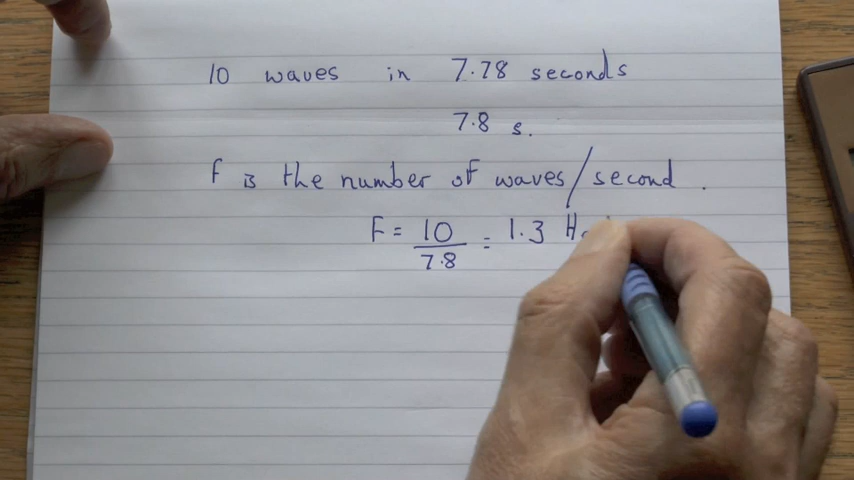 10 waves in 7.78 seconds
7.8 s.
f is the number of waves/second.
F = 10/7.8 = 1.3